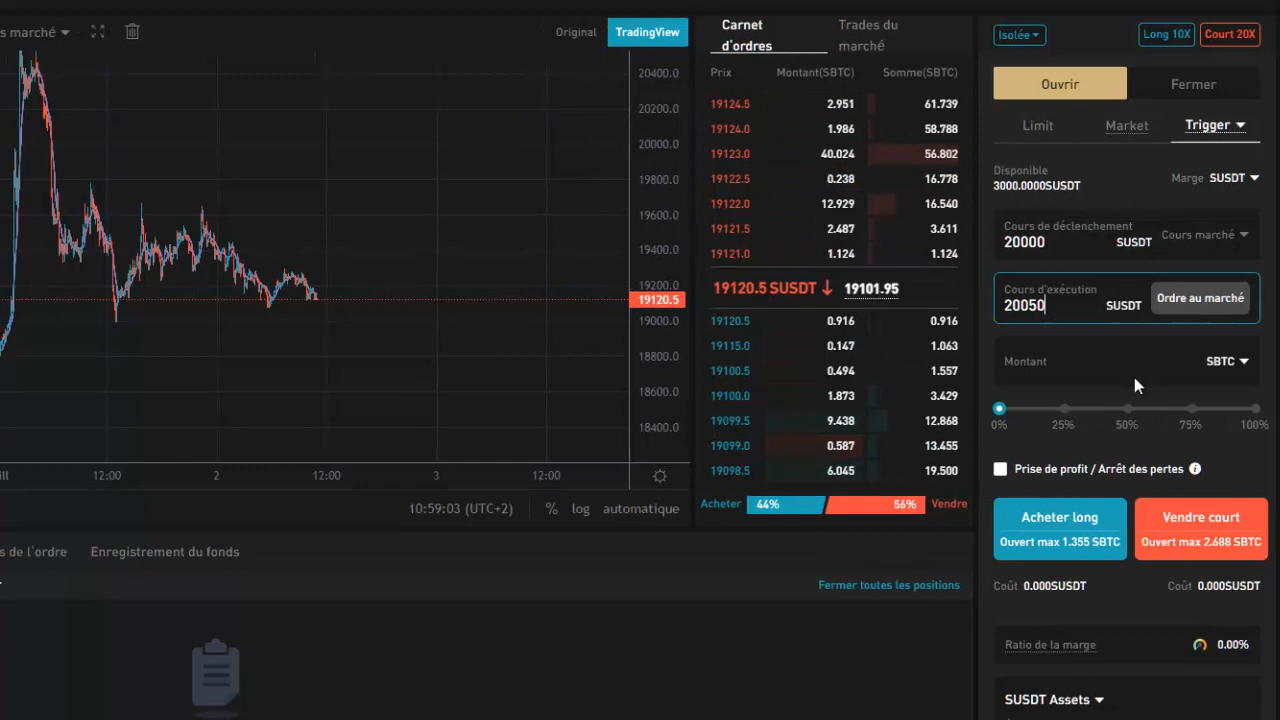 s marché
Original
TradingView
20400.0
20200.0
20000.0
19800.0
19600.0
19400.0
19200.0
19120.5
19000.0
18800.0
18600.0
18400.0
12:00
2
12:00
3
12:00
10:59:03 (UTC+2)
%
log
automatique
s de l'ordre
Enregistrement du fonds
Fermer toutes les positions
Carnet d'ordres
Trades du marché
Prix Montant(SBTC) Somme(SBTC)
19124.5 2.951 61.739
19124.0 1.986 58.788
19123.0 40.024 56.802
19122.5 0.238 16.778
19122.0 12.929 16.540
19121.5 2.487 3.611
19121.0 1.124 1.124
19120.5 SUSDT ↓ 19101.95
19120.5 0.916 0.916
19115.0 0.147 1.063
19100.5 0.494 1.557
19100.0 1.873 3.429
19099.5 9.438 12.868
19099.0 0.587 13.455
19098.5 6.045 19.500
Acheter 44% 56% Vendre
Isolée
Long 10X
Court 20X
Ouvrir
Fermer
Limit
Market
Trigger
Disponible
3000.0000SUSDT
Marge SUSDT
Cours de déclenchement
20000 SUSDT
Cours marché
Cours d'exécution
20050 SUSDT
Ordre au marché
Montant
SBTC
0% 25% 50% 75% 100%
Prise de profit / Arrêt des pertes
Acheter long
Ouvert max 1.355 SBTC
Vendre court
Ouvert max 2.688 SBTC
Coût 0.000SUSDT
Coût 0.000SUSDT
Ratio de la marge
0.00%
SUSDT Assets